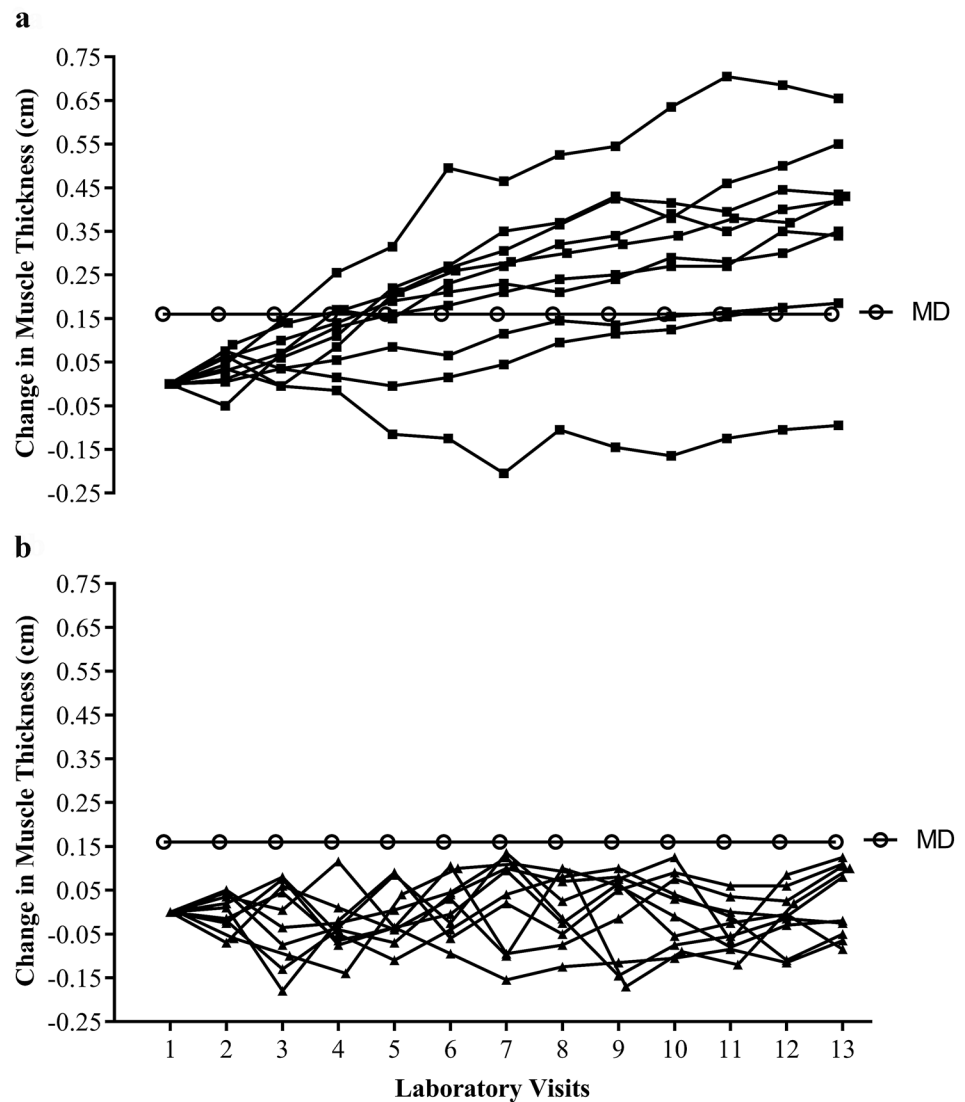 a
0.75
0.65
0.55
0.45
0.35
0.25
0.15
0.05
-0.05
-0.15
-0.25
Change in Muscle Thickness (cm)
MD
b
0.75
0.65
0.55
0.45
0.35
0.25
0.15
0.05
-0.05
-0.15
-0.25
Change in Muscle Thickness (cm)
MD
1 2 3 4 5 6 7 8 9 10 11 12 13
Laboratory Visits